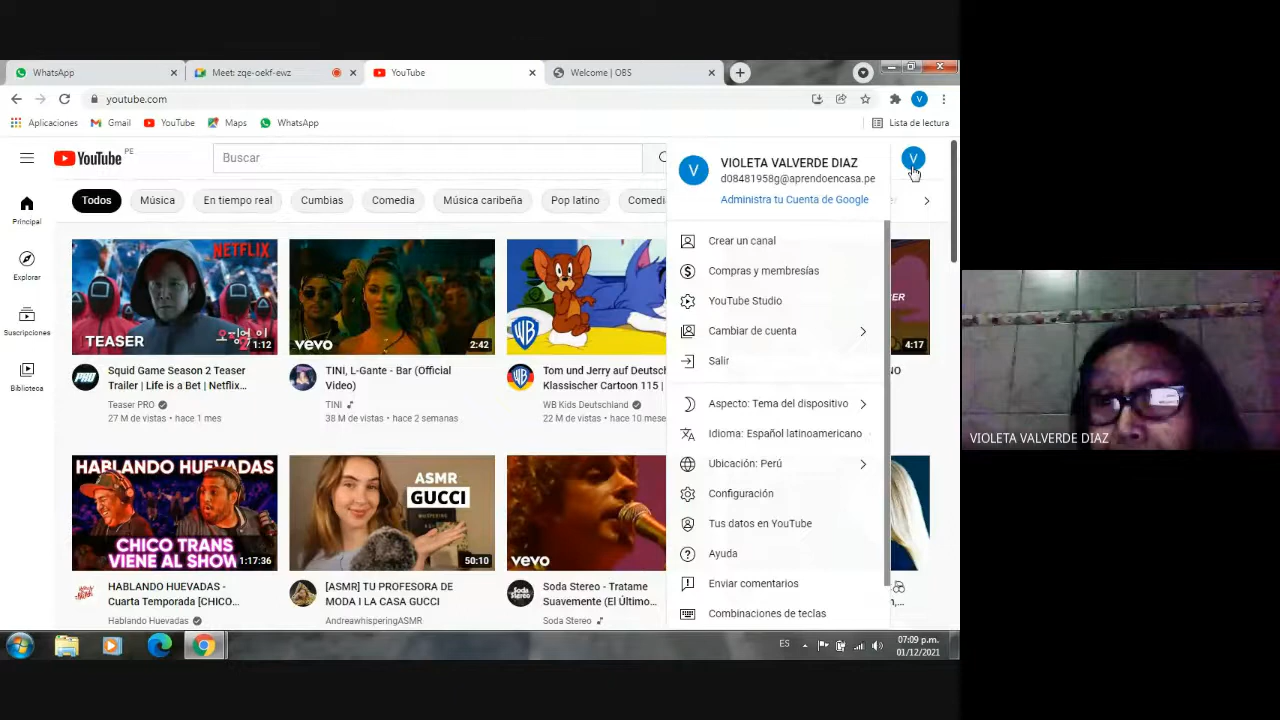 WhatsApp
Meet: zqe-oekf-ewz
YouTube
Welcome | OBS
youtube.com
Aplicaciones
Gmail
YouTube
Maps
WhatsApp
Lista de lectura
YouTube PE
Buscar
VIOLETA VALVERDE DIAZ
d08481958g@aprendoencasa.pe
Administra tu Cuenta de Google
V
V
V
Todos
Música
En tiempo real
Cumbias
Comedia
Música caribeña
Pop latino
Principal
Explorar
Suscripciones
Biblioteca
Crear un canal
Compras y membresías
YouTube Studio
Cambiar de cuenta
Salir
Aspecto: Tema del dispositivo
Idioma: Español latinoamericano
Ubicación: Perú
Configuración
Tus datos en YouTube
Ayuda
Enviar comentarios
Combinaciones de teclas
NETFLIX
TEASER
1:12
vevo
2:42
WB
4:17
PRO
Squid Game Season 2 Teaser
Trailer | Life is a Bet | Netflix...
Teaser PRO
27 M de vistas • hace 1 mes
TINI, L-Gante - Bar (Official
Video)
TINI
38 M de vistas • hace 2 semanas
WB
Tom und Jerry auf Deutsch
Klassischer Cartoon 115 |
WB Kids Deutschland
22 M de vistas • hace 10 mese
HABLANDO HUEVADAS
CHICO TRANS
VIENE AL SHOW
1:17:36
ASMR
GUCCI
50:10
vevo
HABLANDO HUEVADAS -
Cuarta Temporada [CHICO...
Hablando Huevadas
[ASMR] TU PROFESORA DE
MODA I LA CASA GUCCI
AndreawhisperingASMR
Soda Stereo
Soda Stereo - Tratame
Suavemente (El Último...
Soda Stereo
ES
07:09 p.m.
01/12/2021
VIOLETA VALVERDE DIAZ